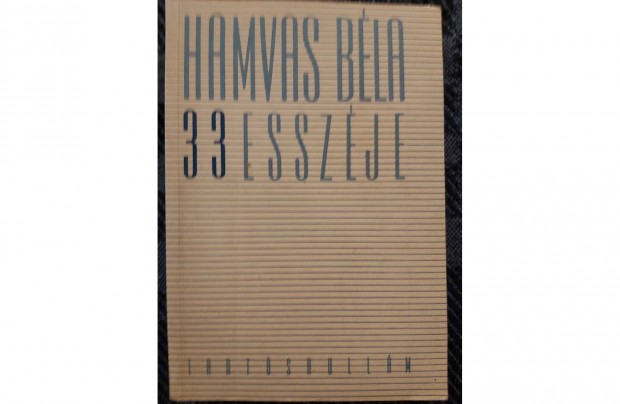 HAMVAS BÉLA
33 ESSZÉJE
TARTÓSHULLÁM